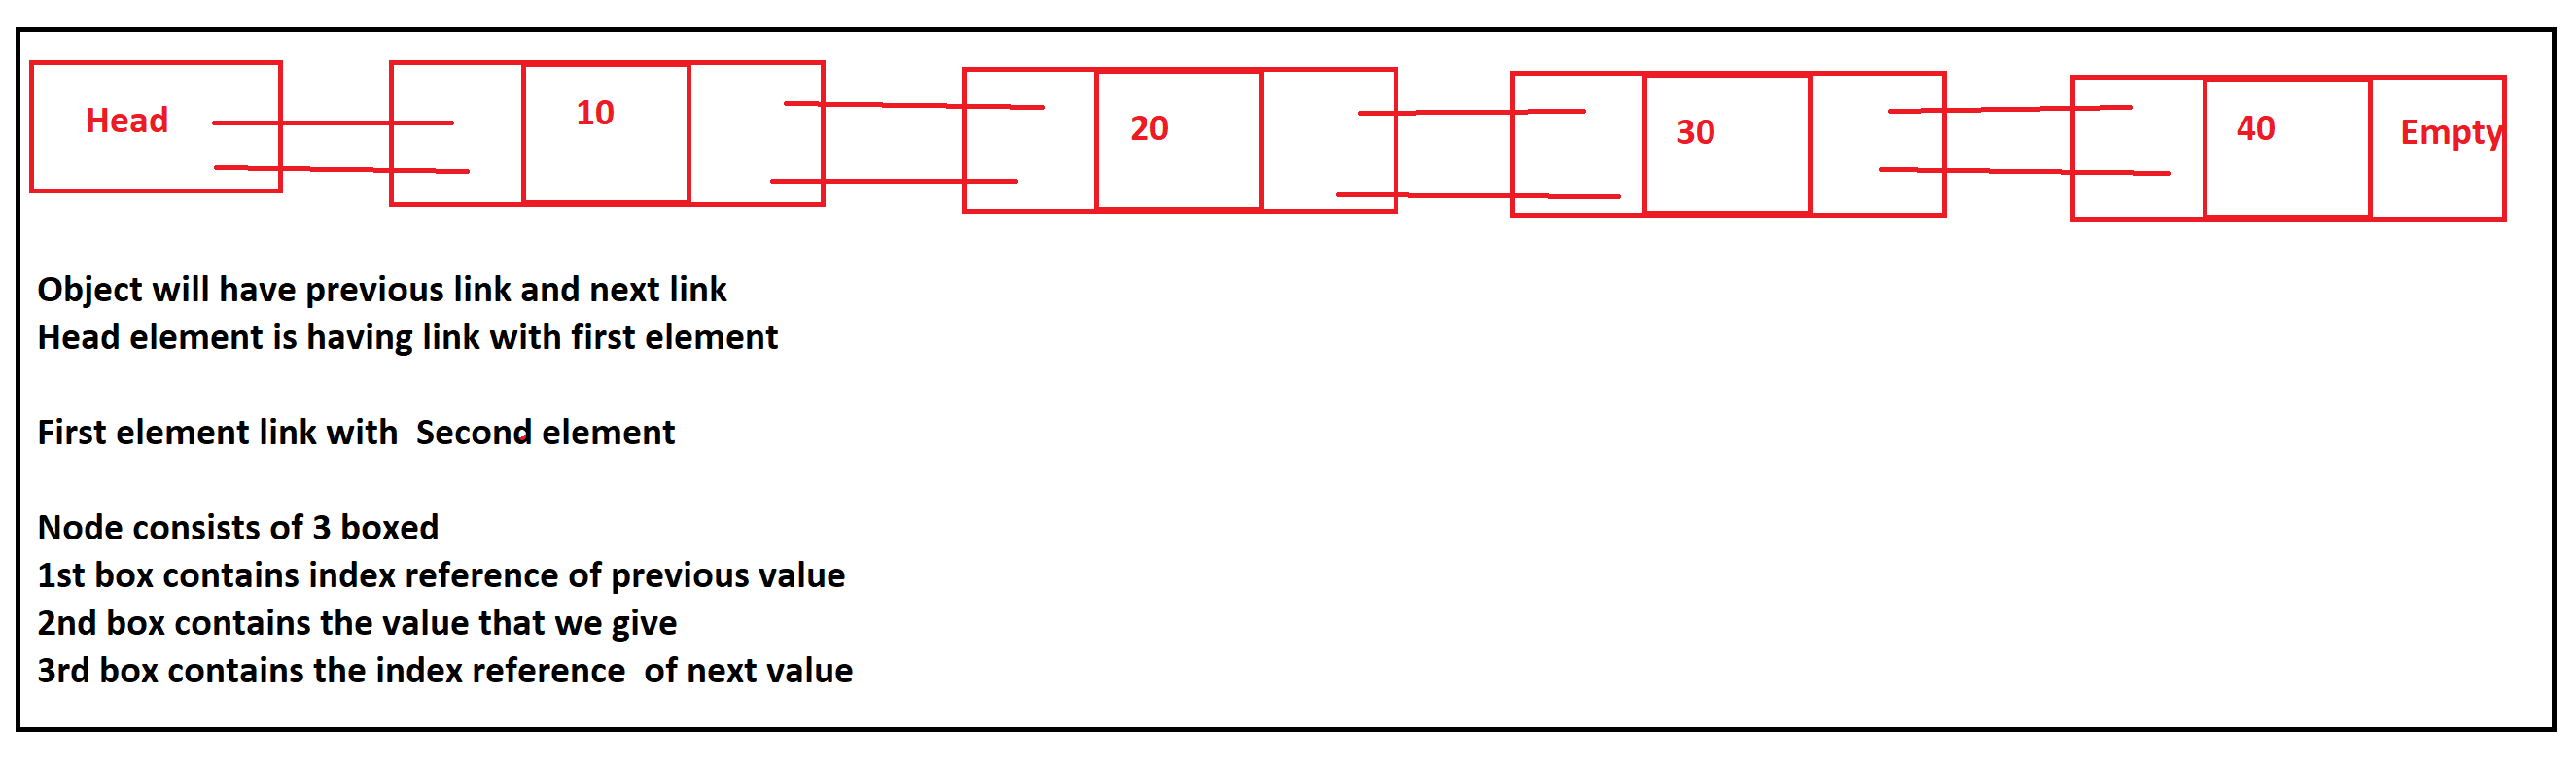 Head 10 20 30 40 Empty
Object will have previous link and next link
Head element is having link with first element
First element link with  Second element
Node consists of 3 boxed
1st box contains index reference of previous value
2nd box contains the value that we give
3rd box contains the index reference  of next value